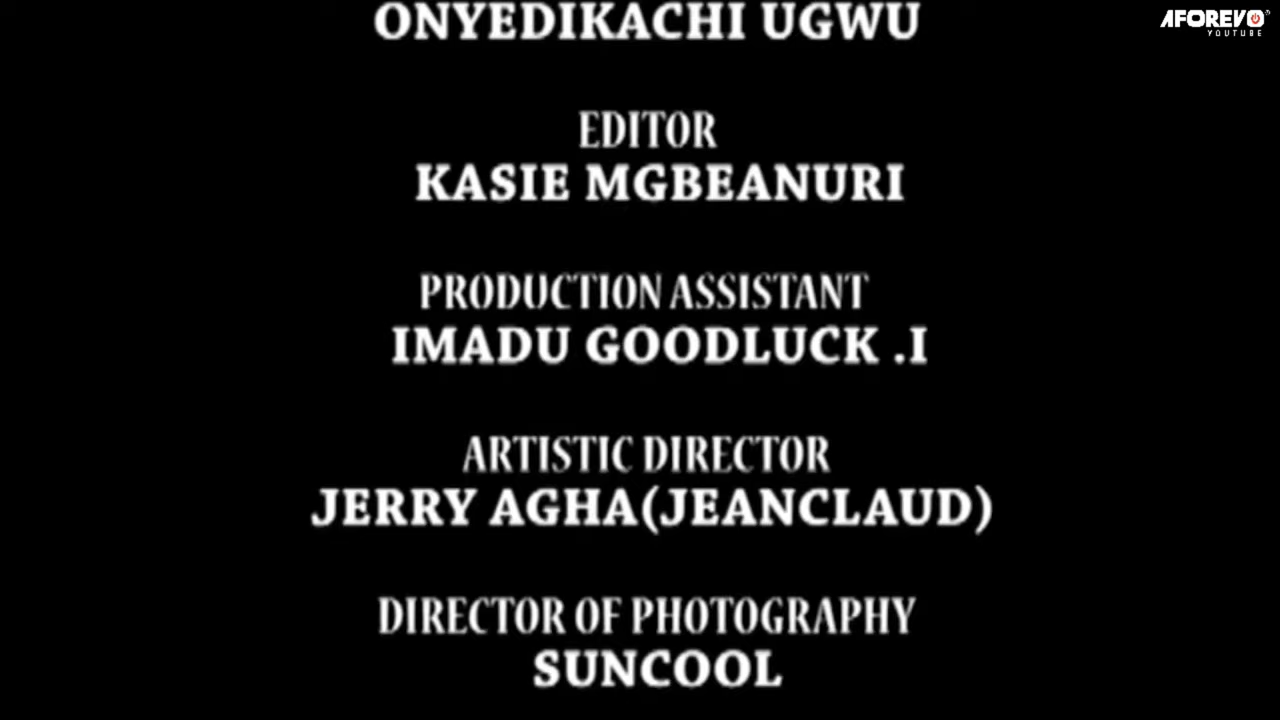 AFOREVO
YOUTUBE
ONYEDIKACHI UGWU
EDITOR
KASIE MGBEANURI
PRODUCTION ASSISTANT
IMADU GOODLUCK .I
ARTISTIC DIRECTOR
JERRY AGHA(JEANCLAUD)
DIRECTOR OF PHOTOGRAPHY
SUNCOOL